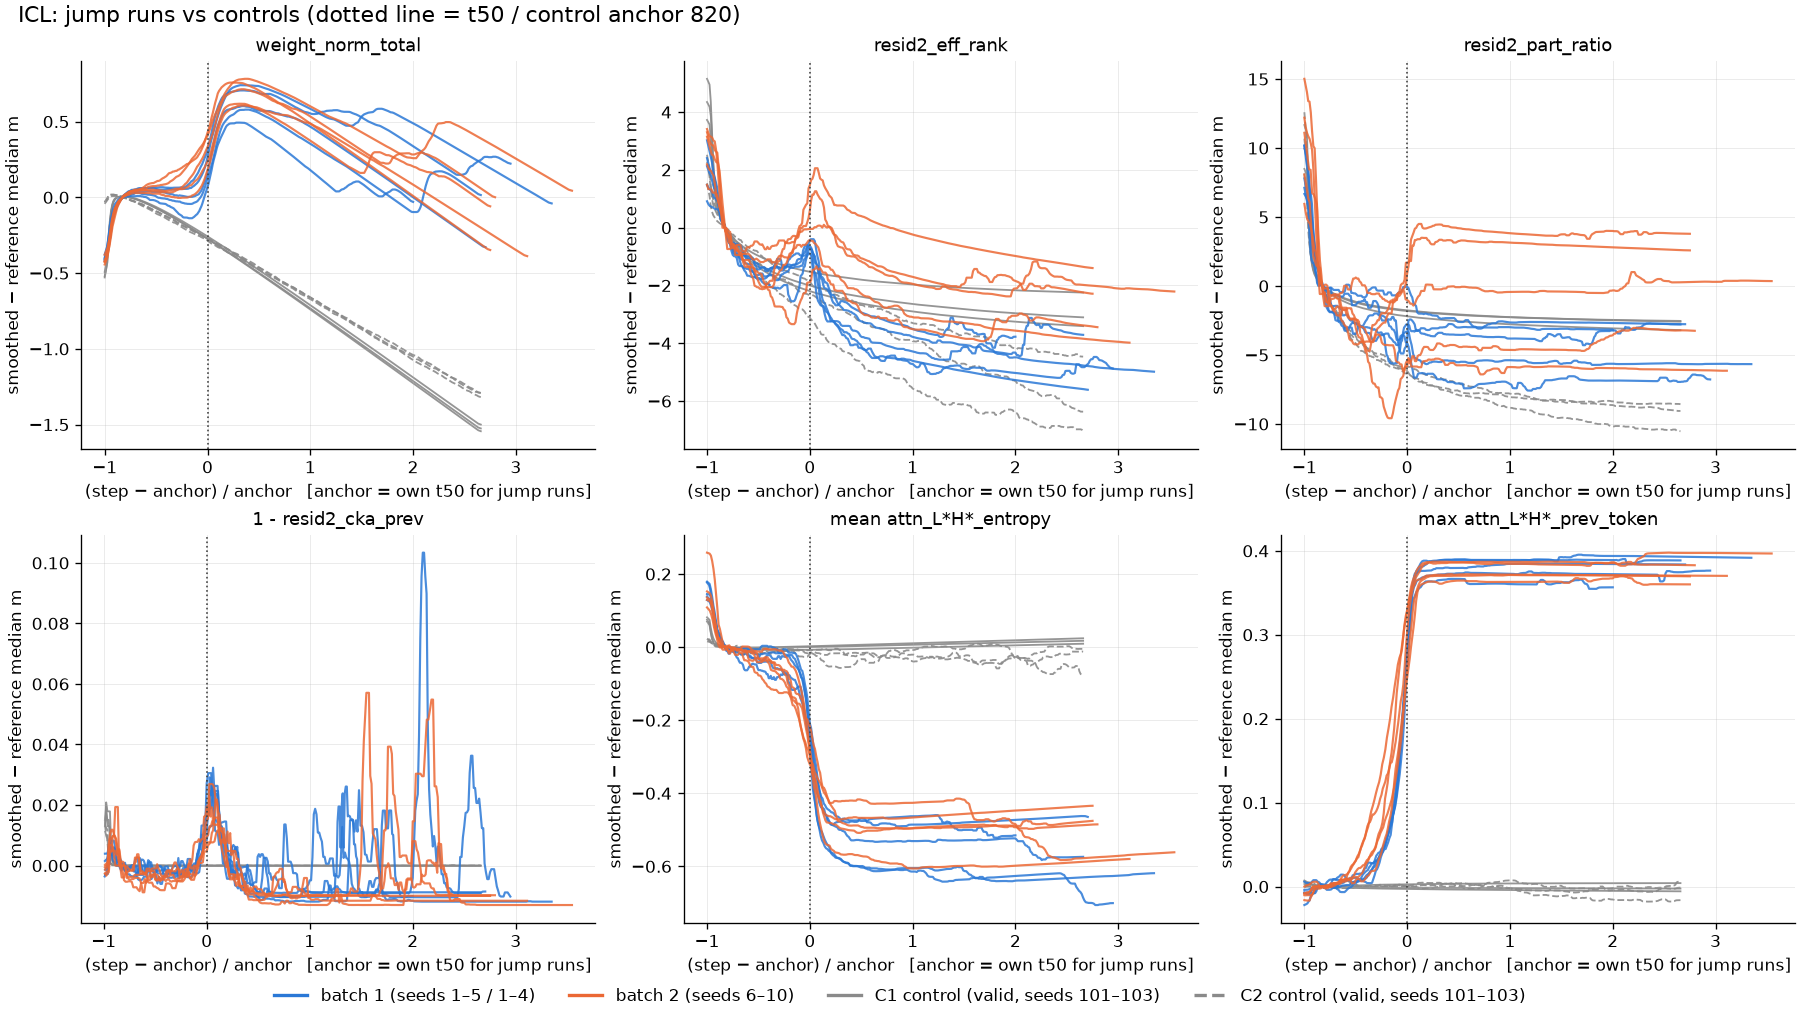 ICL: jump runs vs controls (dotted line = t50 / control anchor 820)
weight_norm_total
smoothed − reference median m
0.5
0.0
−0.5
−1.0
−1.5
−1 0 1 2 3
(step − anchor) / anchor [anchor = own t50 for jump runs]
resid2_eff_rank
smoothed − reference median m
4
2
0
−2
−4
−6
−1 0 1 2 3
(step − anchor) / anchor [anchor = own t50 for jump runs]
resid2_part_ratio
smoothed − reference median m
15
10
5
0
−5
−10
−1 0 1 2 3
(step − anchor) / anchor [anchor = own t50 for jump runs]
1 - resid2_cka_prev
smoothed − reference median m
0.10
0.08
0.06
0.04
0.02
0.00
−1 0 1 2 3
(step − anchor) / anchor [anchor = own t50 for jump runs]
mean attn_L*H*_entropy
smoothed − reference median m
0.2
0.0
−0.2
−0.4
−0.6
−1 0 1 2 3
(step − anchor) / anchor [anchor = own t50 for jump runs]
max attn_L*H*_prev_token
smoothed − reference median m
0.4
0.3
0.2
0.1
0.0
−1 0 1 2 3
(step − anchor) / anchor [anchor = own t50 for jump runs]
batch 1 (seeds 1–5 / 1–4) batch 2 (seeds 6–10) C1 control (valid, seeds 101–103) C2 control (valid, seeds 101–103)